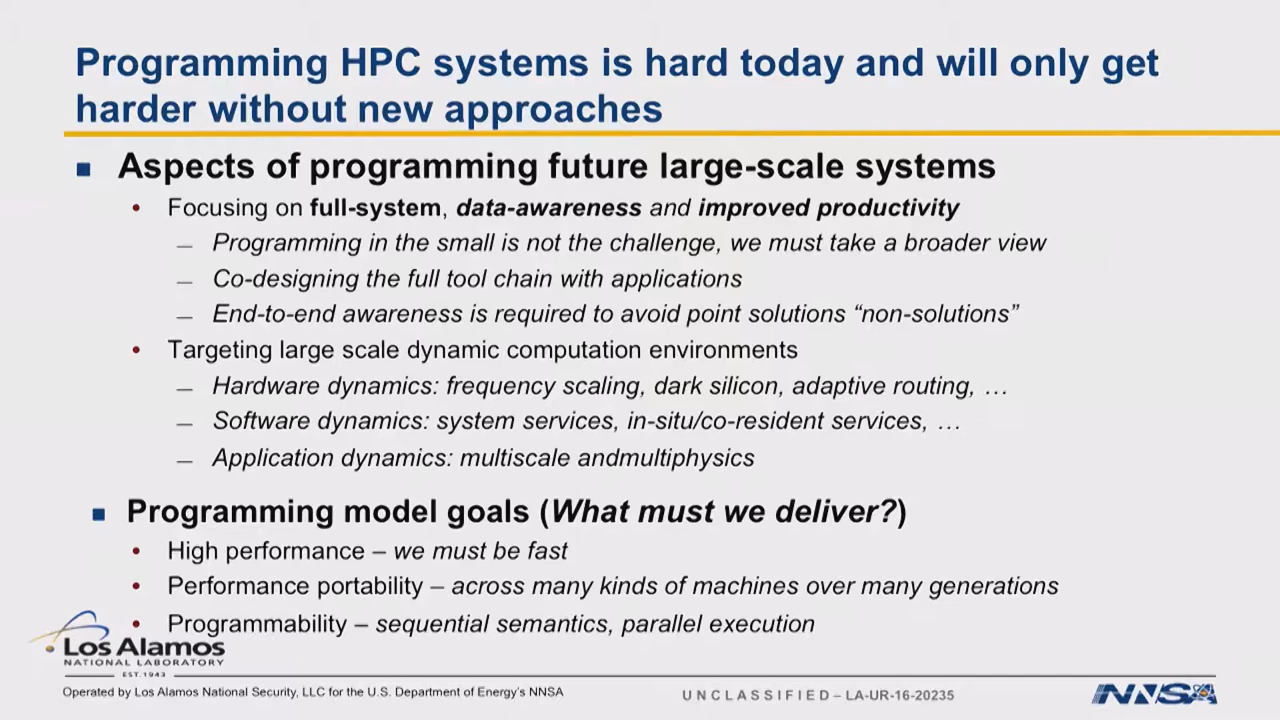 Programming HPC systems is hard today and will only get
harder without new approaches
■ Aspects of programming future large-scale systems
• Focusing on full-system, data-awareness and improved productivity
— Programming in the small is not the challenge, we must take a broader view
— Co-designing the full tool chain with applications
— End-to-end awareness is required to avoid point solutions “non-solutions”
• Targeting large scale dynamic computation environments
— Hardware dynamics: frequency scaling, dark silicon, adaptive routing, …
— Software dynamics: system services, in-situ/co-resident services, …
— Application dynamics: multiscale andmultiphysics
■ Programming model goals (What must we deliver?)
• High performance – we must be fast
• Performance portability – across many kinds of machines over many generations
• Programmability – sequential semantics, parallel execution
Los Alamos
NATIONAL LABORATORY
EST. 1943
Operated by Los Alamos National Security, LLC for the U.S. Department of Energy’s NNSA
UNCLASSIFIED – LA-UR-16-20235
NNSA